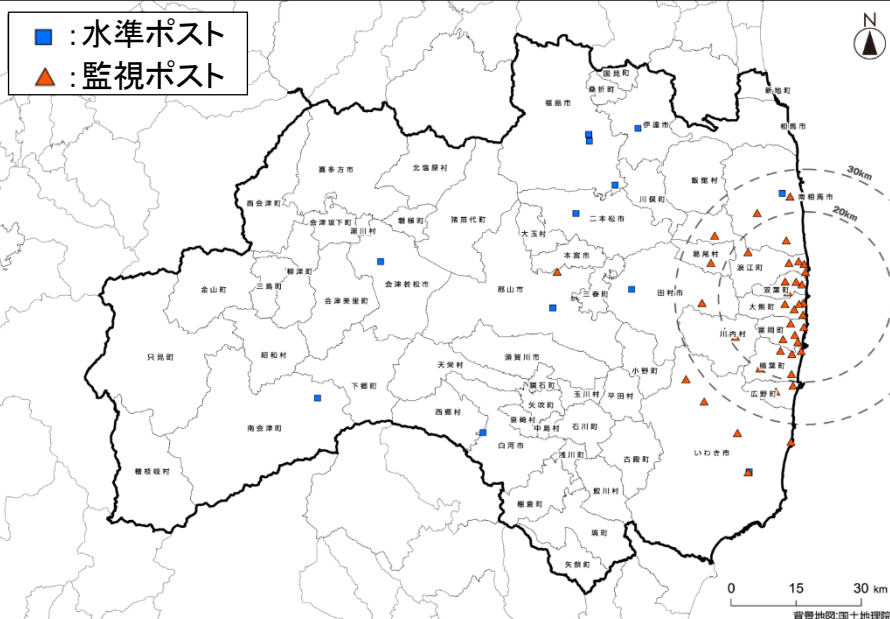 ■ ：水準ポスト
▲ ：監視ポスト
N
国見町
桑折町
新地町
福島市
伊達市
相馬市
喜多方市
北塩原村
飯舘村
30km
西会津町
川俣町
南相馬市
会津坂下町
湯川村
磐梯町
猪苗代町
二本松市
20km
大玉村
本宮市
葛尾村
浪江町
柳津町
会津若松市
金山町
三島町
会津美里町
郡山市
三春町
田村市
双葉町
大熊町
富岡町
川内村
只見町
昭和村
須賀川市
天栄村
小野町
楢葉町
下郷町
鏡石町
玉川村
平田村
広野町
矢吹町
西郷村
泉崎村
中島村
石川町
南会津町
白河市
浅川町
古殿町
いわき市
檜枝岐村
棚倉町
鮫川村
塙町
矢祭町
0 15 30 km
背景地図:国土地理院